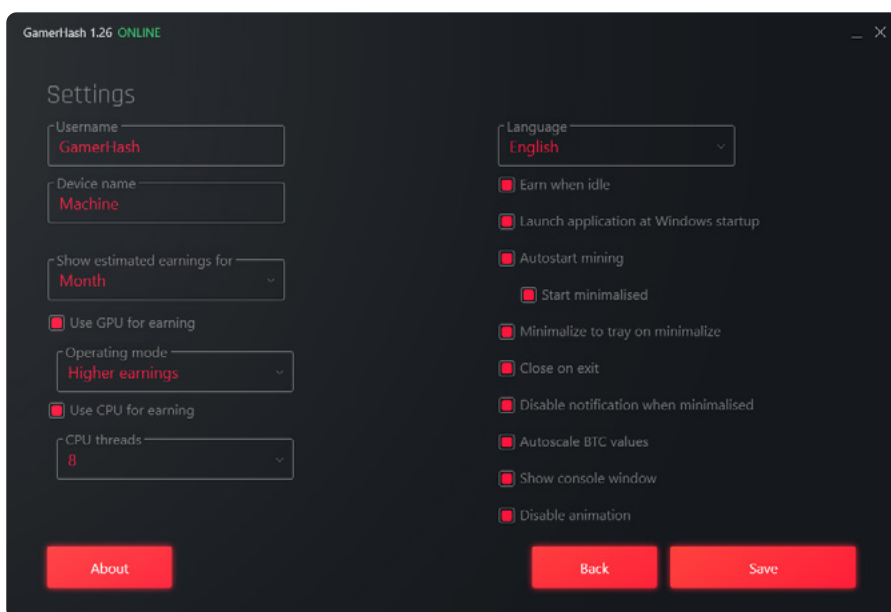 GamerHash 1.26 ONLINE
Settings
Username
GamerHash
Device name
Machine
Show estimated earnings for
Month
Use GPU for earning
Operating mode
Higher earnings
Use CPU for earning
CPU threads
8
Language
English
Earn when idle
Launch application at Windows startup
Autostart mining
Start minimalised
Minimalize to tray on minimalize
Close on exit
Disable notification when minimalised
Autoscale BTC values
Show console window
Disable animation
About
Back
Save